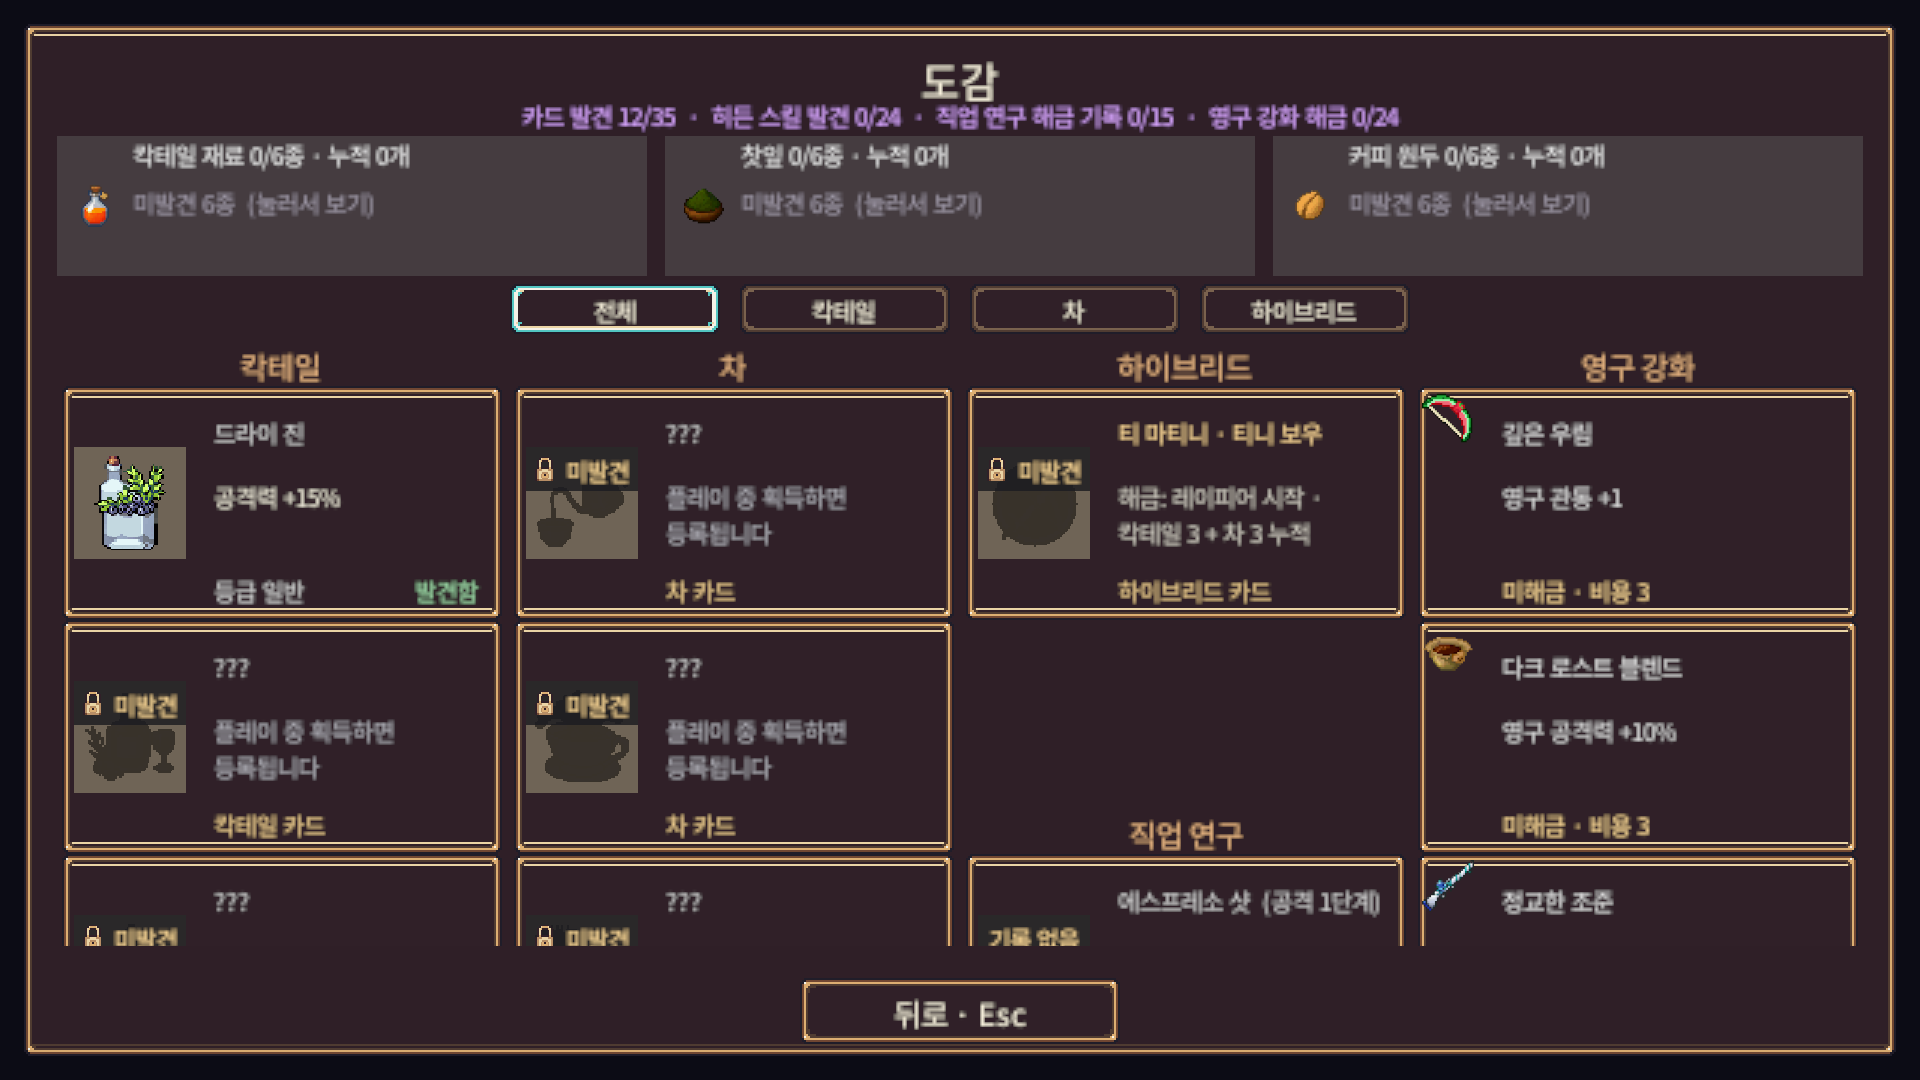 도감
카드 발견 12/35 · 히든 스킬 발견 0/24 · 직업 연구 해금 기록 0/15 · 영구 강화 해금 0/24
칵테일 재료 0/6종 · 누적 0개
미발견 6종 (눌러서 보기)
찻잎 0/6종 · 누적 0개
미발견 6종 (눌러서 보기)
커피 원두 0/6종 · 누적 0개
미발견 6종 (눌러서 보기)
전체
칵테일
차
하이브리드
칵테일
드라이 진
공격력 +15%
등급 일반
발견함
???
미발견
플레이 중 획득하면
등록됩니다
칵테일 카드
???
미발견
차
???
미발견
플레이 중 획득하면
등록됩니다
차 카드
???
미발견
플레이 중 획득하면
등록됩니다
차 카드
???
미발견
하이브리드
티 마티니 · 티니 보우
미발견
해금: 레이피어 시작 ·
칵테일 3 + 차 3 누적
하이브리드 카드
직업 연구
에스프레소 샷 (공격 1단계)
기록 없음
영구 강화
깊은 우림
영구 관통 +1
미해금 · 비용 3
다크 로스트 블렌드
영구 공격력 +10%
미해금 · 비용 3
정교한 조준
뒤로 · Esc